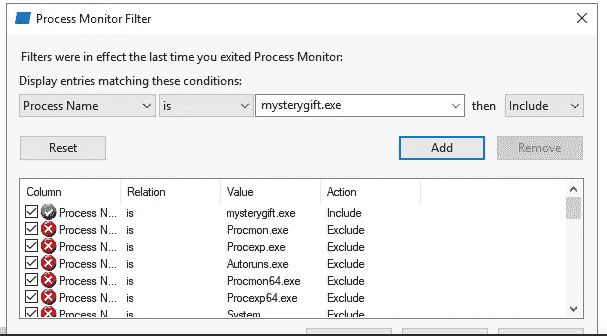 Process Monitor Filter
Filters were in effect the last time you exited Process Monitor:
Display entries matching these conditions:
Process Name is mysterygift.exe then Include
Reset Add Remove
Column Relation Value Action
Process N... is mysterygift.exe Include
Process N... is Procmon.exe Exclude
Process N... is Procexp.exe Exclude
Process N... is Autoruns.exe Exclude
Process N... is Procmon64.exe Exclude
Process N... is Procexp64.exe Exclude
Process N... is System Exclude